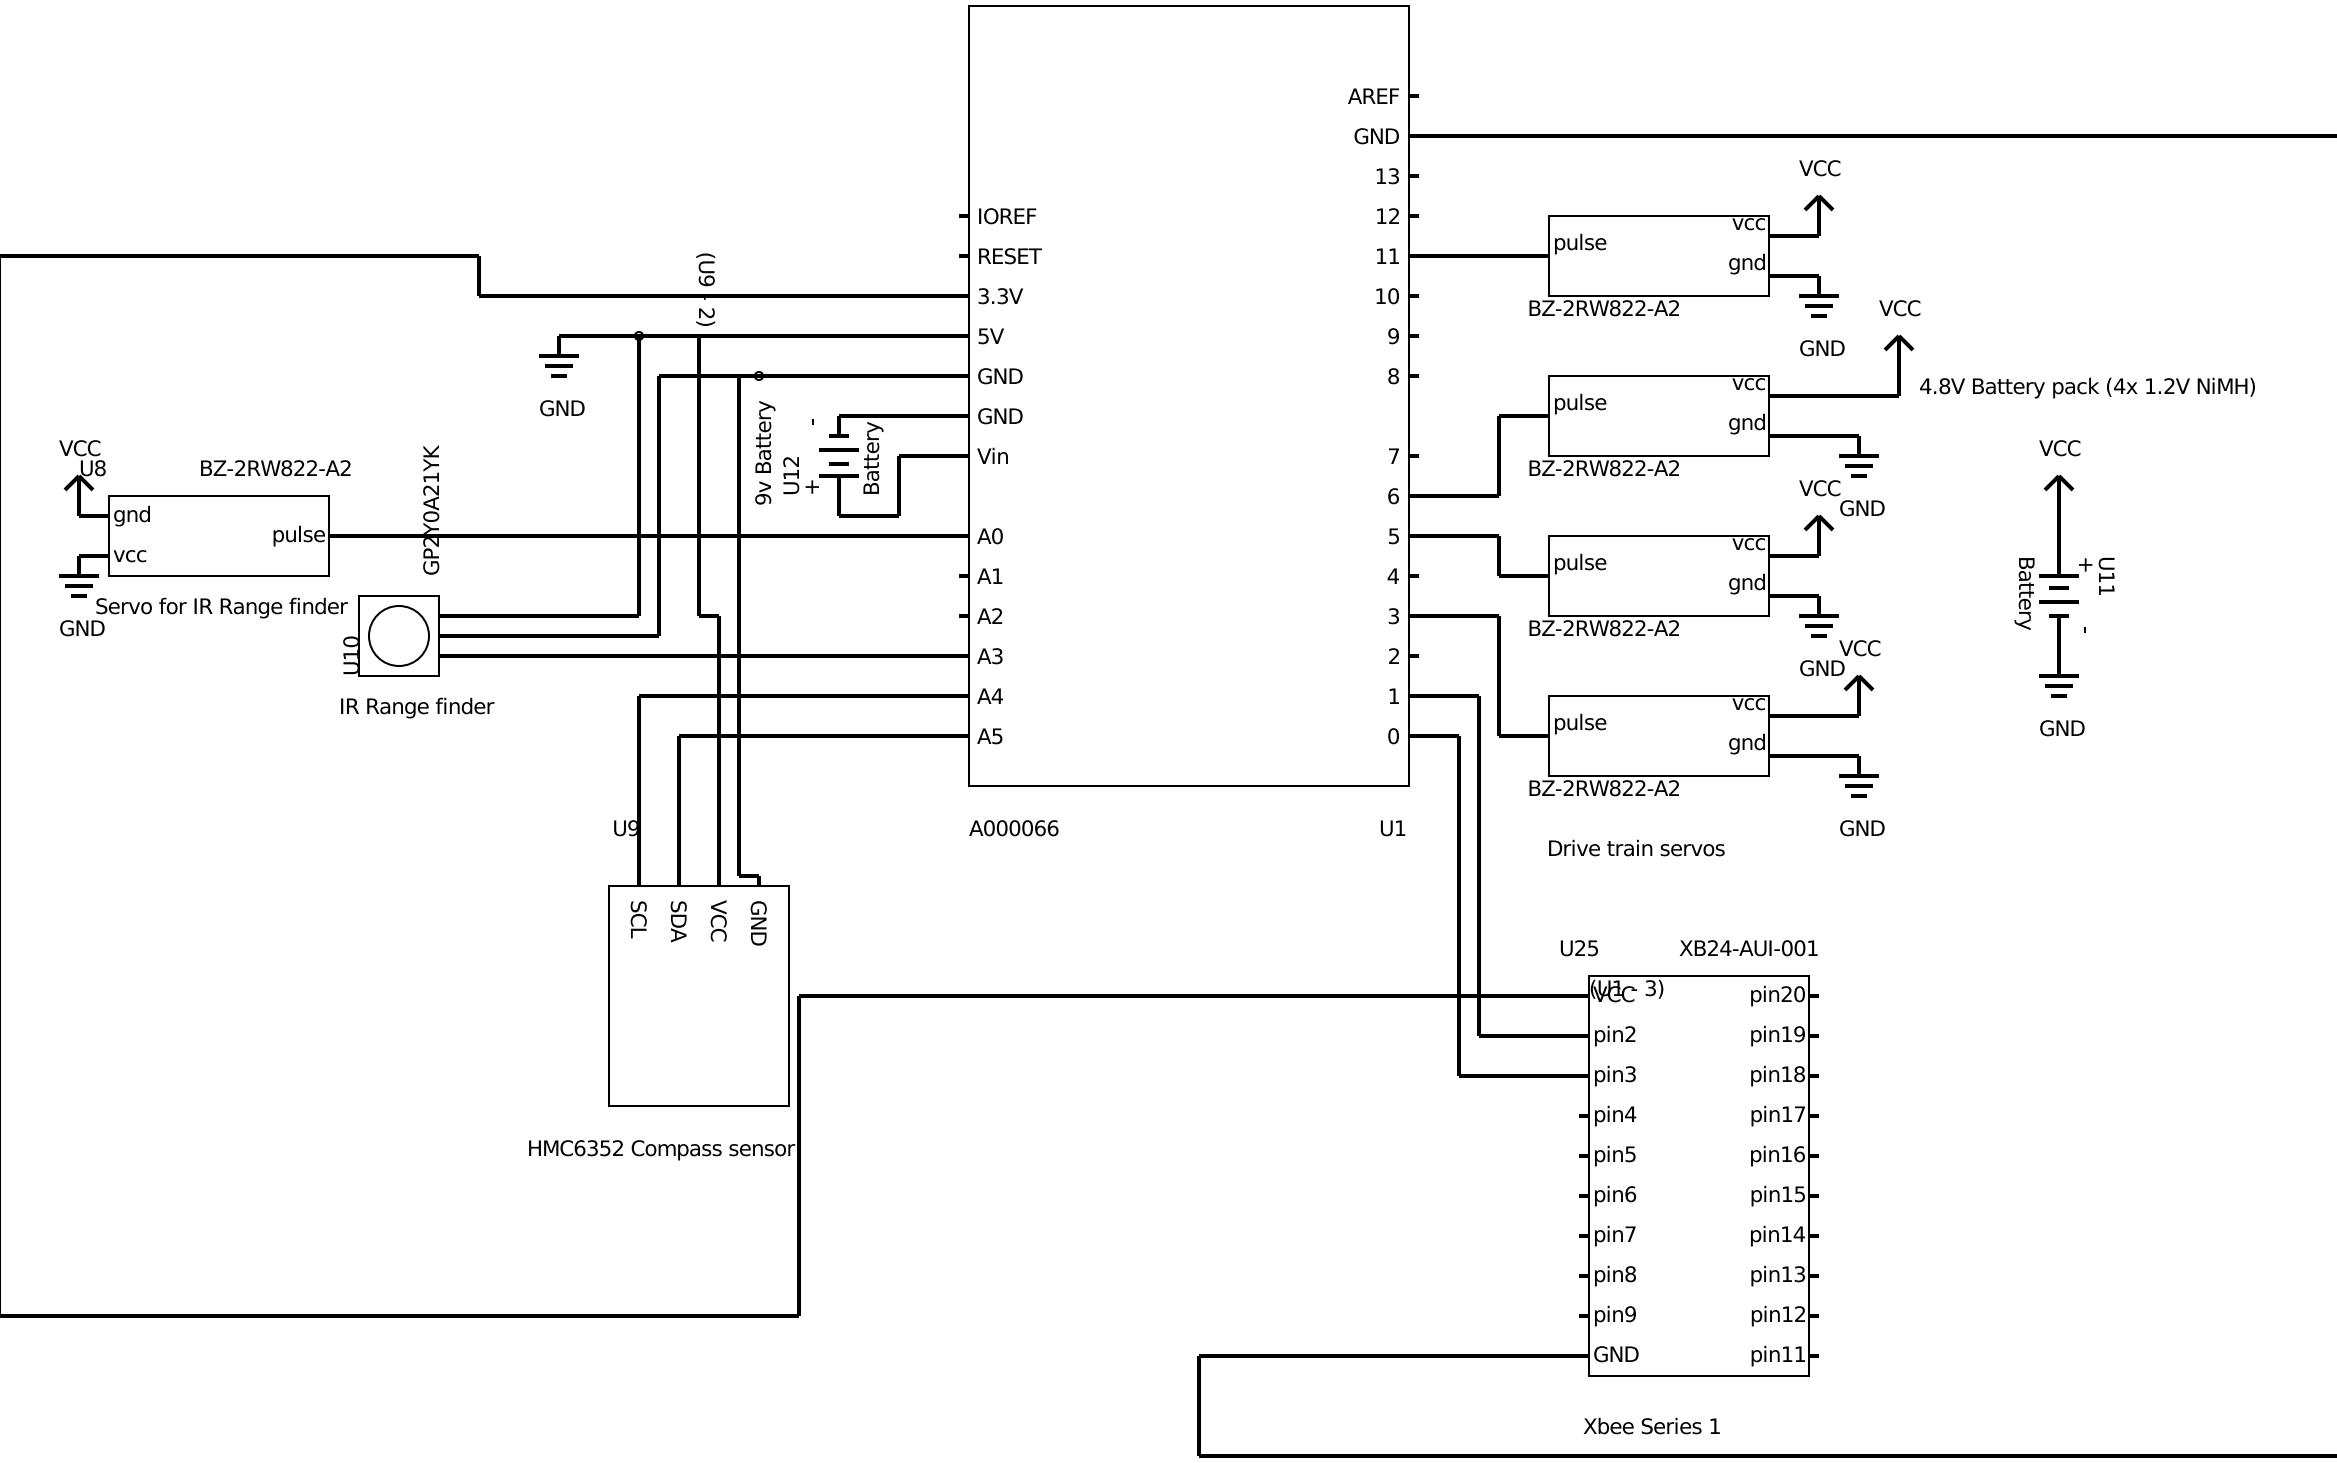 AREF
GND
13
12
11
10
9
8
7
6
5
4
3
2
1
0
IOREF
RESET
3.3V
5V
GND
GND
Vin
A0
A1
A2
A3
A4
A5
A000066
U1
(U9 - 2)
GND
9v Battery
U12
- +
Battery
VCC
U8
BZ-2RW822-A2
gnd
pulse
vcc
GND
Servo for IR Range finder
GP2Y0A21YK
U10
IR Range finder
U9
SCL
SDA
VCC
GND
HMC6352 Compass sensor
VCC
pulse
vcc
gnd
BZ-2RW822-A2
GND
VCC
pulse
vcc
gnd
BZ-2RW822-A2
GND
4.8V Battery pack (4x 1.2V NiMH)
VCC
pulse
vcc
gnd
BZ-2RW822-A2
GND
VCC
pulse
vcc
gnd
BZ-2RW822-A2
GND
Drive train servos
VCC
Battery
+ -
U11
GND
U25
XB24-AUI-001
(U1 - 3)
VCC
pin2
pin3
pin4
pin5
pin6
pin7
pin8
pin9
GND
pin20
pin19
pin18
pin17
pin16
pin15
pin14
pin13
pin12
pin11
Xbee Series 1